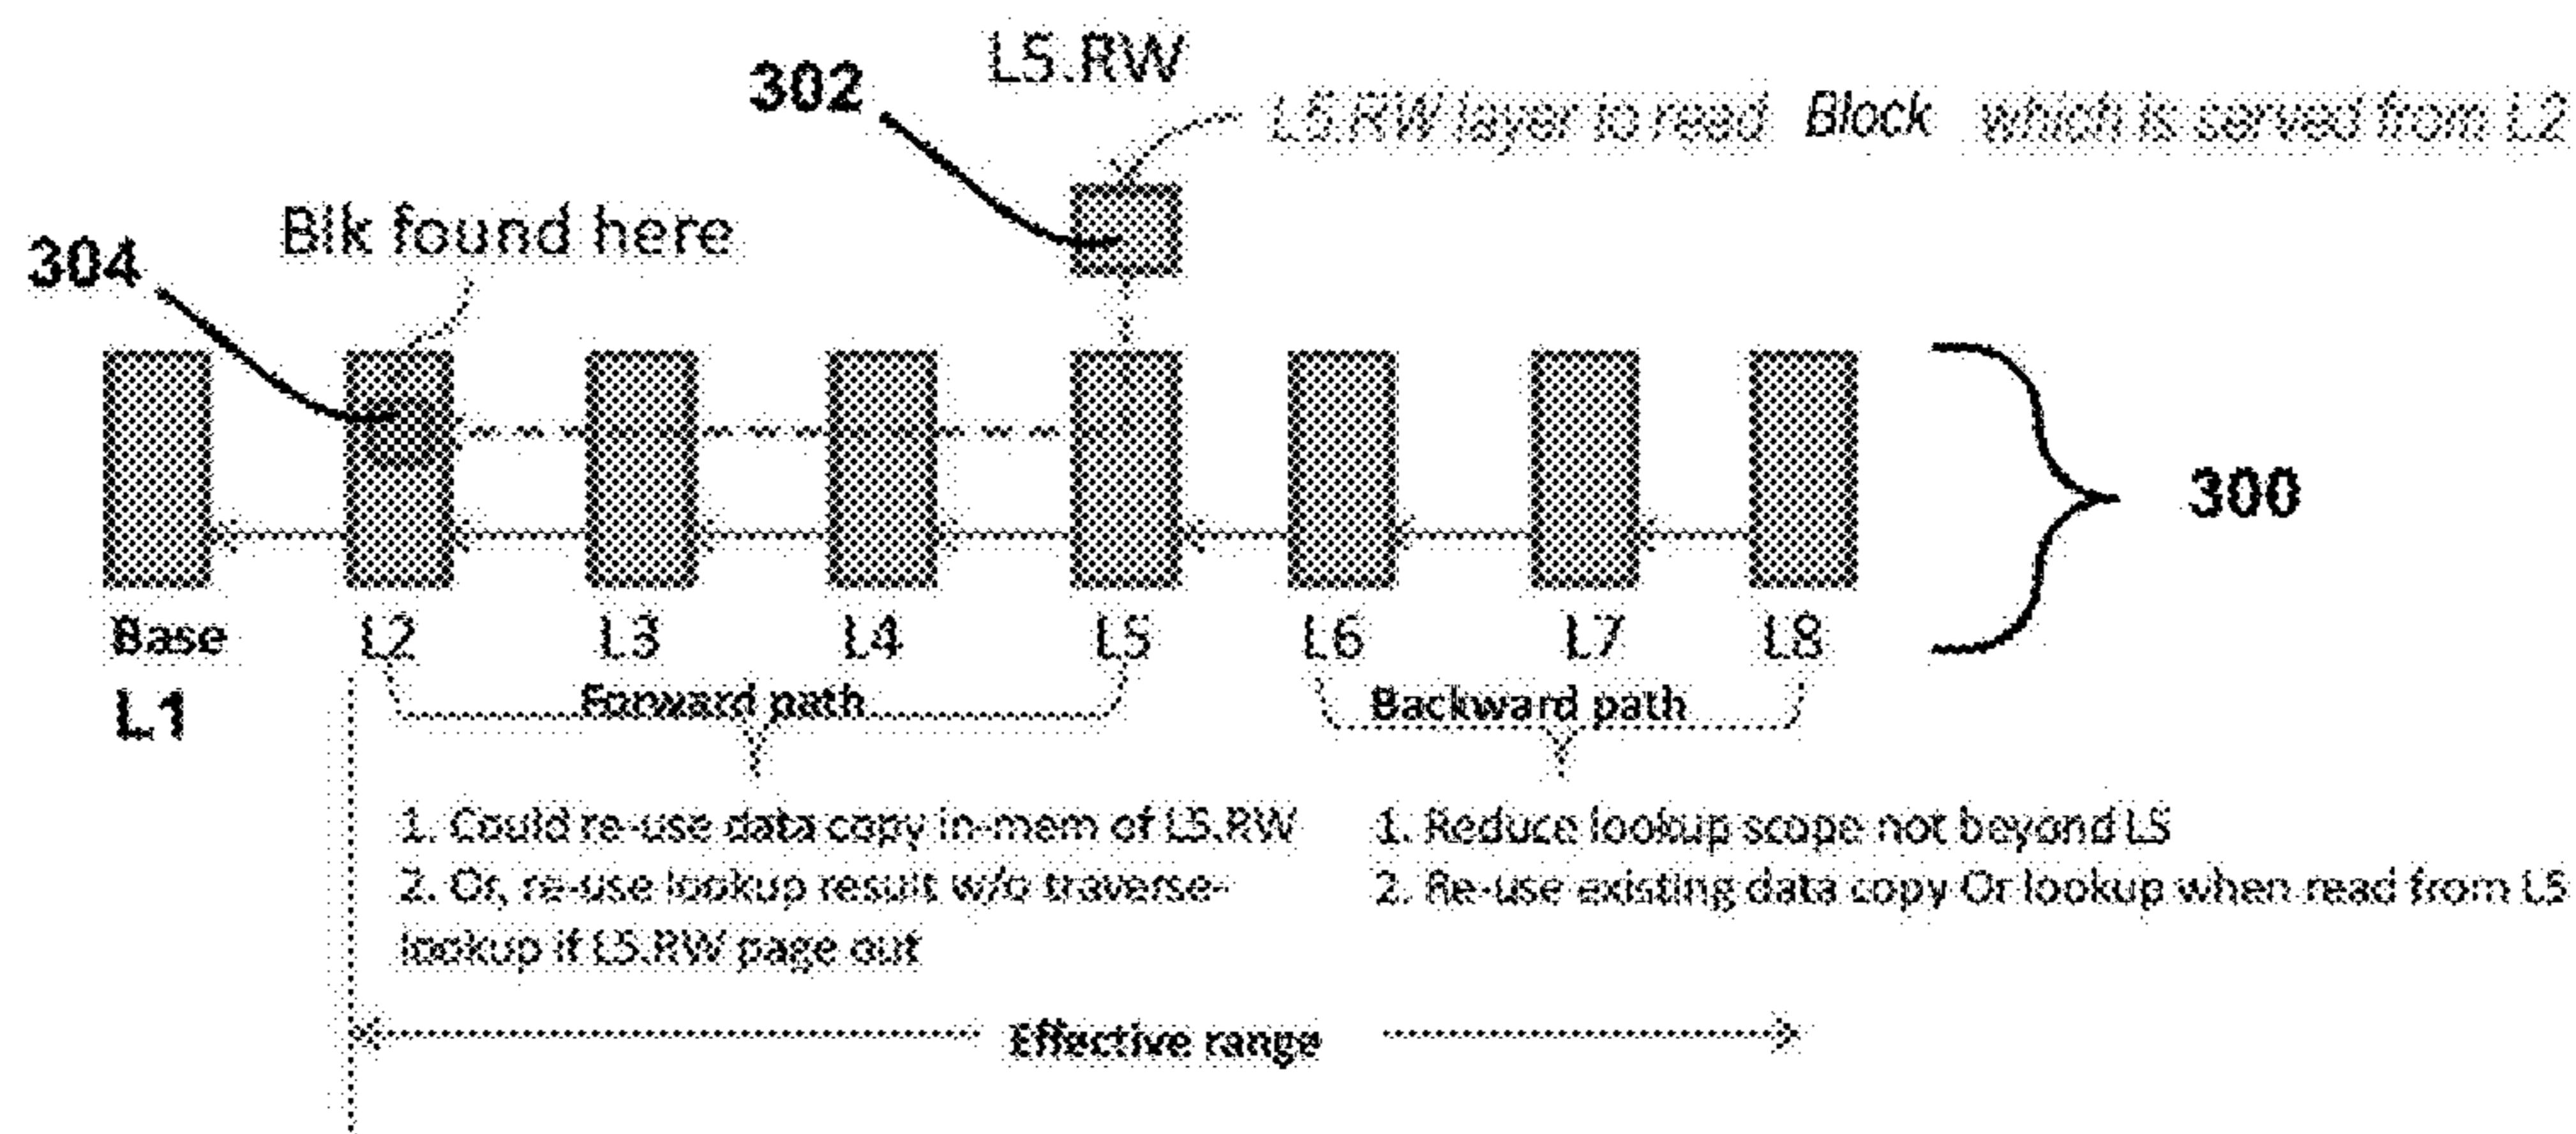 L5.RW
302
L5.RW layer to read Block which is served from L2
Blk found here
304
300
Base
L1
L2
L3
L4
L5
L6
L7
L8
Forward path
Backward path
1. Could re-use data copy in-mem of L5.RW
2. Or, re-use lookup result w/o traverse-
lookup if L5.RW page out
1. Reduce lookup scope not beyond L5
2. Re-use existing data copy Or lookup when read from L5
Effective range